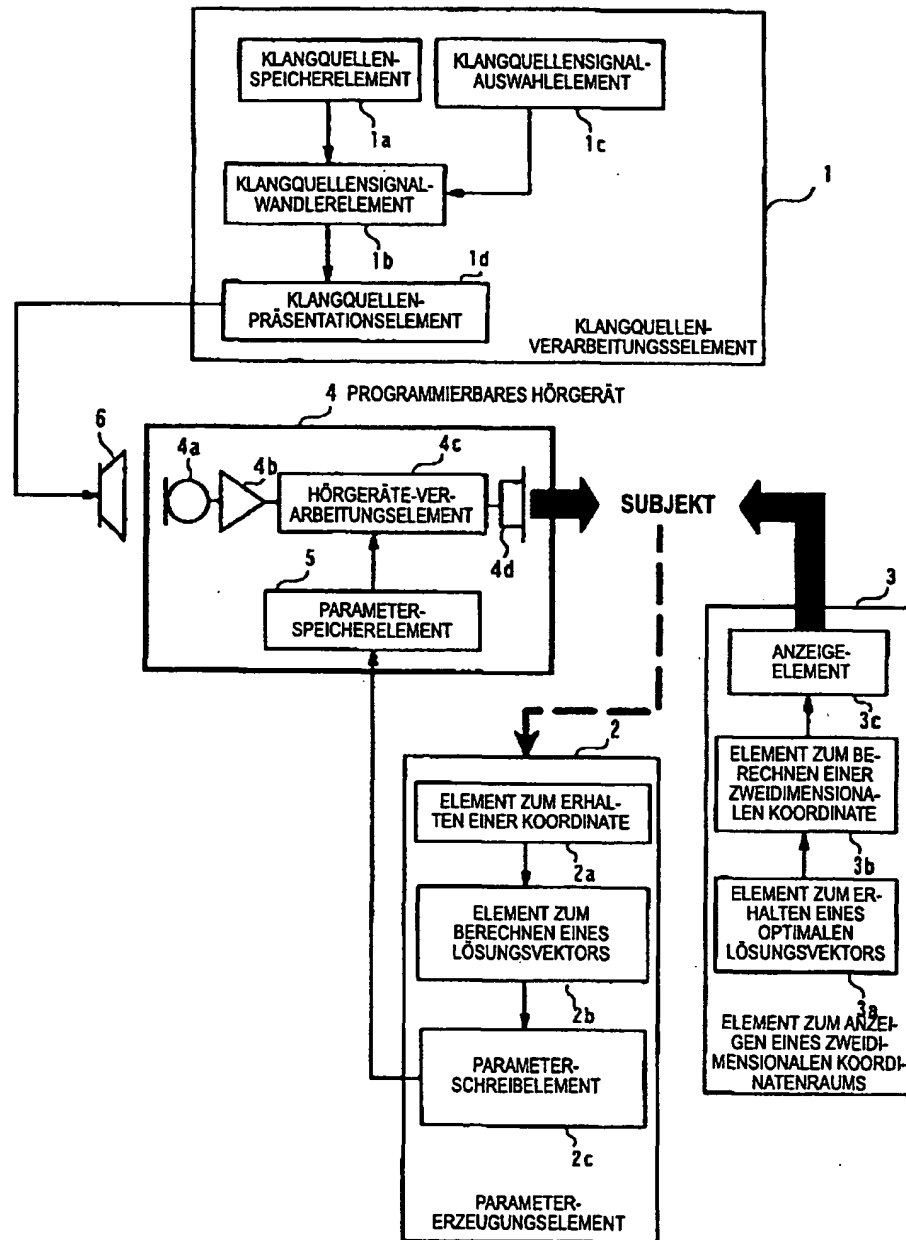 KLANGQUELLEN-
SPEICHERELEMENT
1a
KLANGQUELLENSIGNAL-
AUSWAHLELEMENT
1c
KLANGQUELLENSIGNAL-
WANDLERELEMENT
1b
1
1d
KLANGQUELLEN-
PRÄSENTATIONSELEMENT
KLANGQUELLEN-
VERARBEITUNGSSELEMENT
4 PROGRAMMIERBARES HÖRGERÄT
6
4a
4b
4c
HÖRGERÄTE-VER-
ARBEITUNGSELEMENT
4d
SUBJEKT
5
PARAMETER-
SPEICHERELEMENT
3
ANZEIGE-
ELEMENT
3c
ELEMENT ZUM BE-
RECHNEN EINER
ZWEIDIMENSIONA-
LEN KOORDINATE
3b
ELEMENT ZUM ER-
HALTEN EINES
OPTIMALEN
LÖSUNGSVEKTORS
3a
ELEMENT ZUM ANZEI-
GEN EINES ZWEIDI-
MENSIONALEN KOORDI-
NATENRAUMS
2
ELEMENT ZUM ERHAL-
TEN EINER KOORDINATE
2a
ELEMENT ZUM
BERECHNEN EINES
LÖSUNGSVEKTORS
2b
PARAMETER-
SCHREIBELEMENT
2c
PARAMETER-
ERZEUGUNGSELEMENT